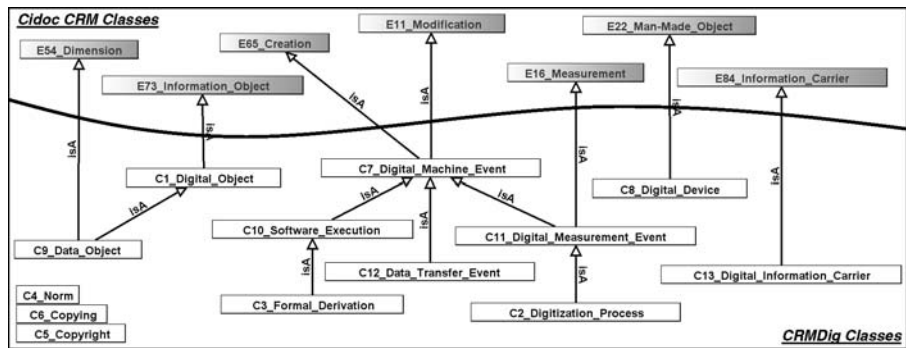 Cidoc CRM Classes
E54_Dimension
E65_Creation
E11_Modification
E22_Man-Made_Object
E73_Information_Object
E16_Measurement
E84_Information_Carrier
isA
isA
isA
isA
isA
isA
isA
C1_Digital_Object
C7_Digital_Machine_Event
C8_Digital_Device
isA
isA
isA
isA
C9_Data_Object
C10_Software_Execution
C11_Digital_Measurement_Event
isA
isA
C12_Data_Transfer_Event
C13_Digital_Information_Carrier
C4_Norm
C3_Formal_Derivation
C2_Digitization_Process
C6_Copying
C5_Copyright
CRMDig Classes